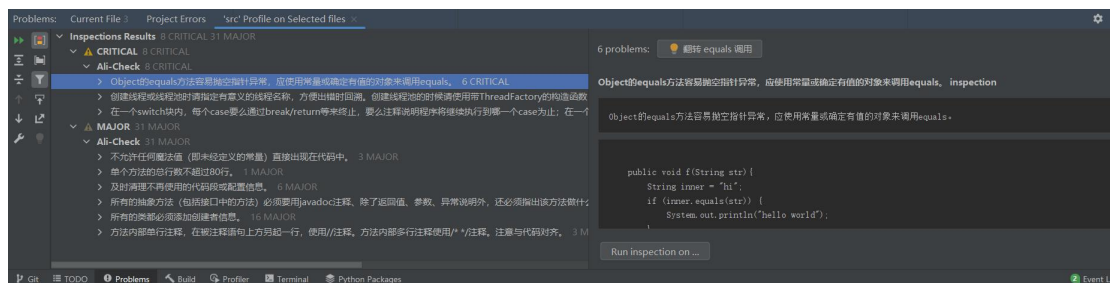 Problems: Current File 3 Project Errors 'src' Profile on Selected files ×
Inspections Results 8 CRITICAL 31 MAJOR
CRITICAL 8 CRITICAL
Ali-Check 8 CRITICAL
Object的equals方法容易抛空指针异常，应使用常量或确定有值的对象来调用equals。 6 CRITICAL
创建线程或线程池时请指定有意义的线程名称，方便出错时回溯。创建线程池的时候请使用带ThreadFactory的构造函数
在一个switch块内，每个case要么通过break/return等来终止，要么注释说明程序将继续执行到哪一个case为止；在一个
MAJOR 31 MAJOR
Ali-Check 31 MAJOR
不允许任何魔法值（即未经定义的常量）直接出现在代码中。 3 MAJOR
单个方法的总行数不超过80行。 1 MAJOR
及时清理不再使用的代码段或配置信息。 6 MAJOR
所有的抽象方法（包括接口中的方法）必须要用javadoc注释、除了返回值、参数、异常说明外，还必须指出该方法做什么
所有的类都必须添加创建者信息。 16 MAJOR
方法内部单行注释，在被注释语句上方另起一行，使用//注释。方法内部多行注释使用/* */注释。注意与代码对齐。 3 M
6 problems: 翻转 equals 调用
Object的equals方法容易抛空指针异常，应使用常量或确定有值的对象来调用equals。 inspection
Object的equals方法容易抛空指针异常，应使用常量或确定有值的对象来调用equals。
public void f(String str){
String inner = "hi";
if (inner.equals(str)) {
System.out.println("hello world");
}
Run inspection on ...
Git TODO Problems Build Profiler Terminal Python Packages 2 Event L